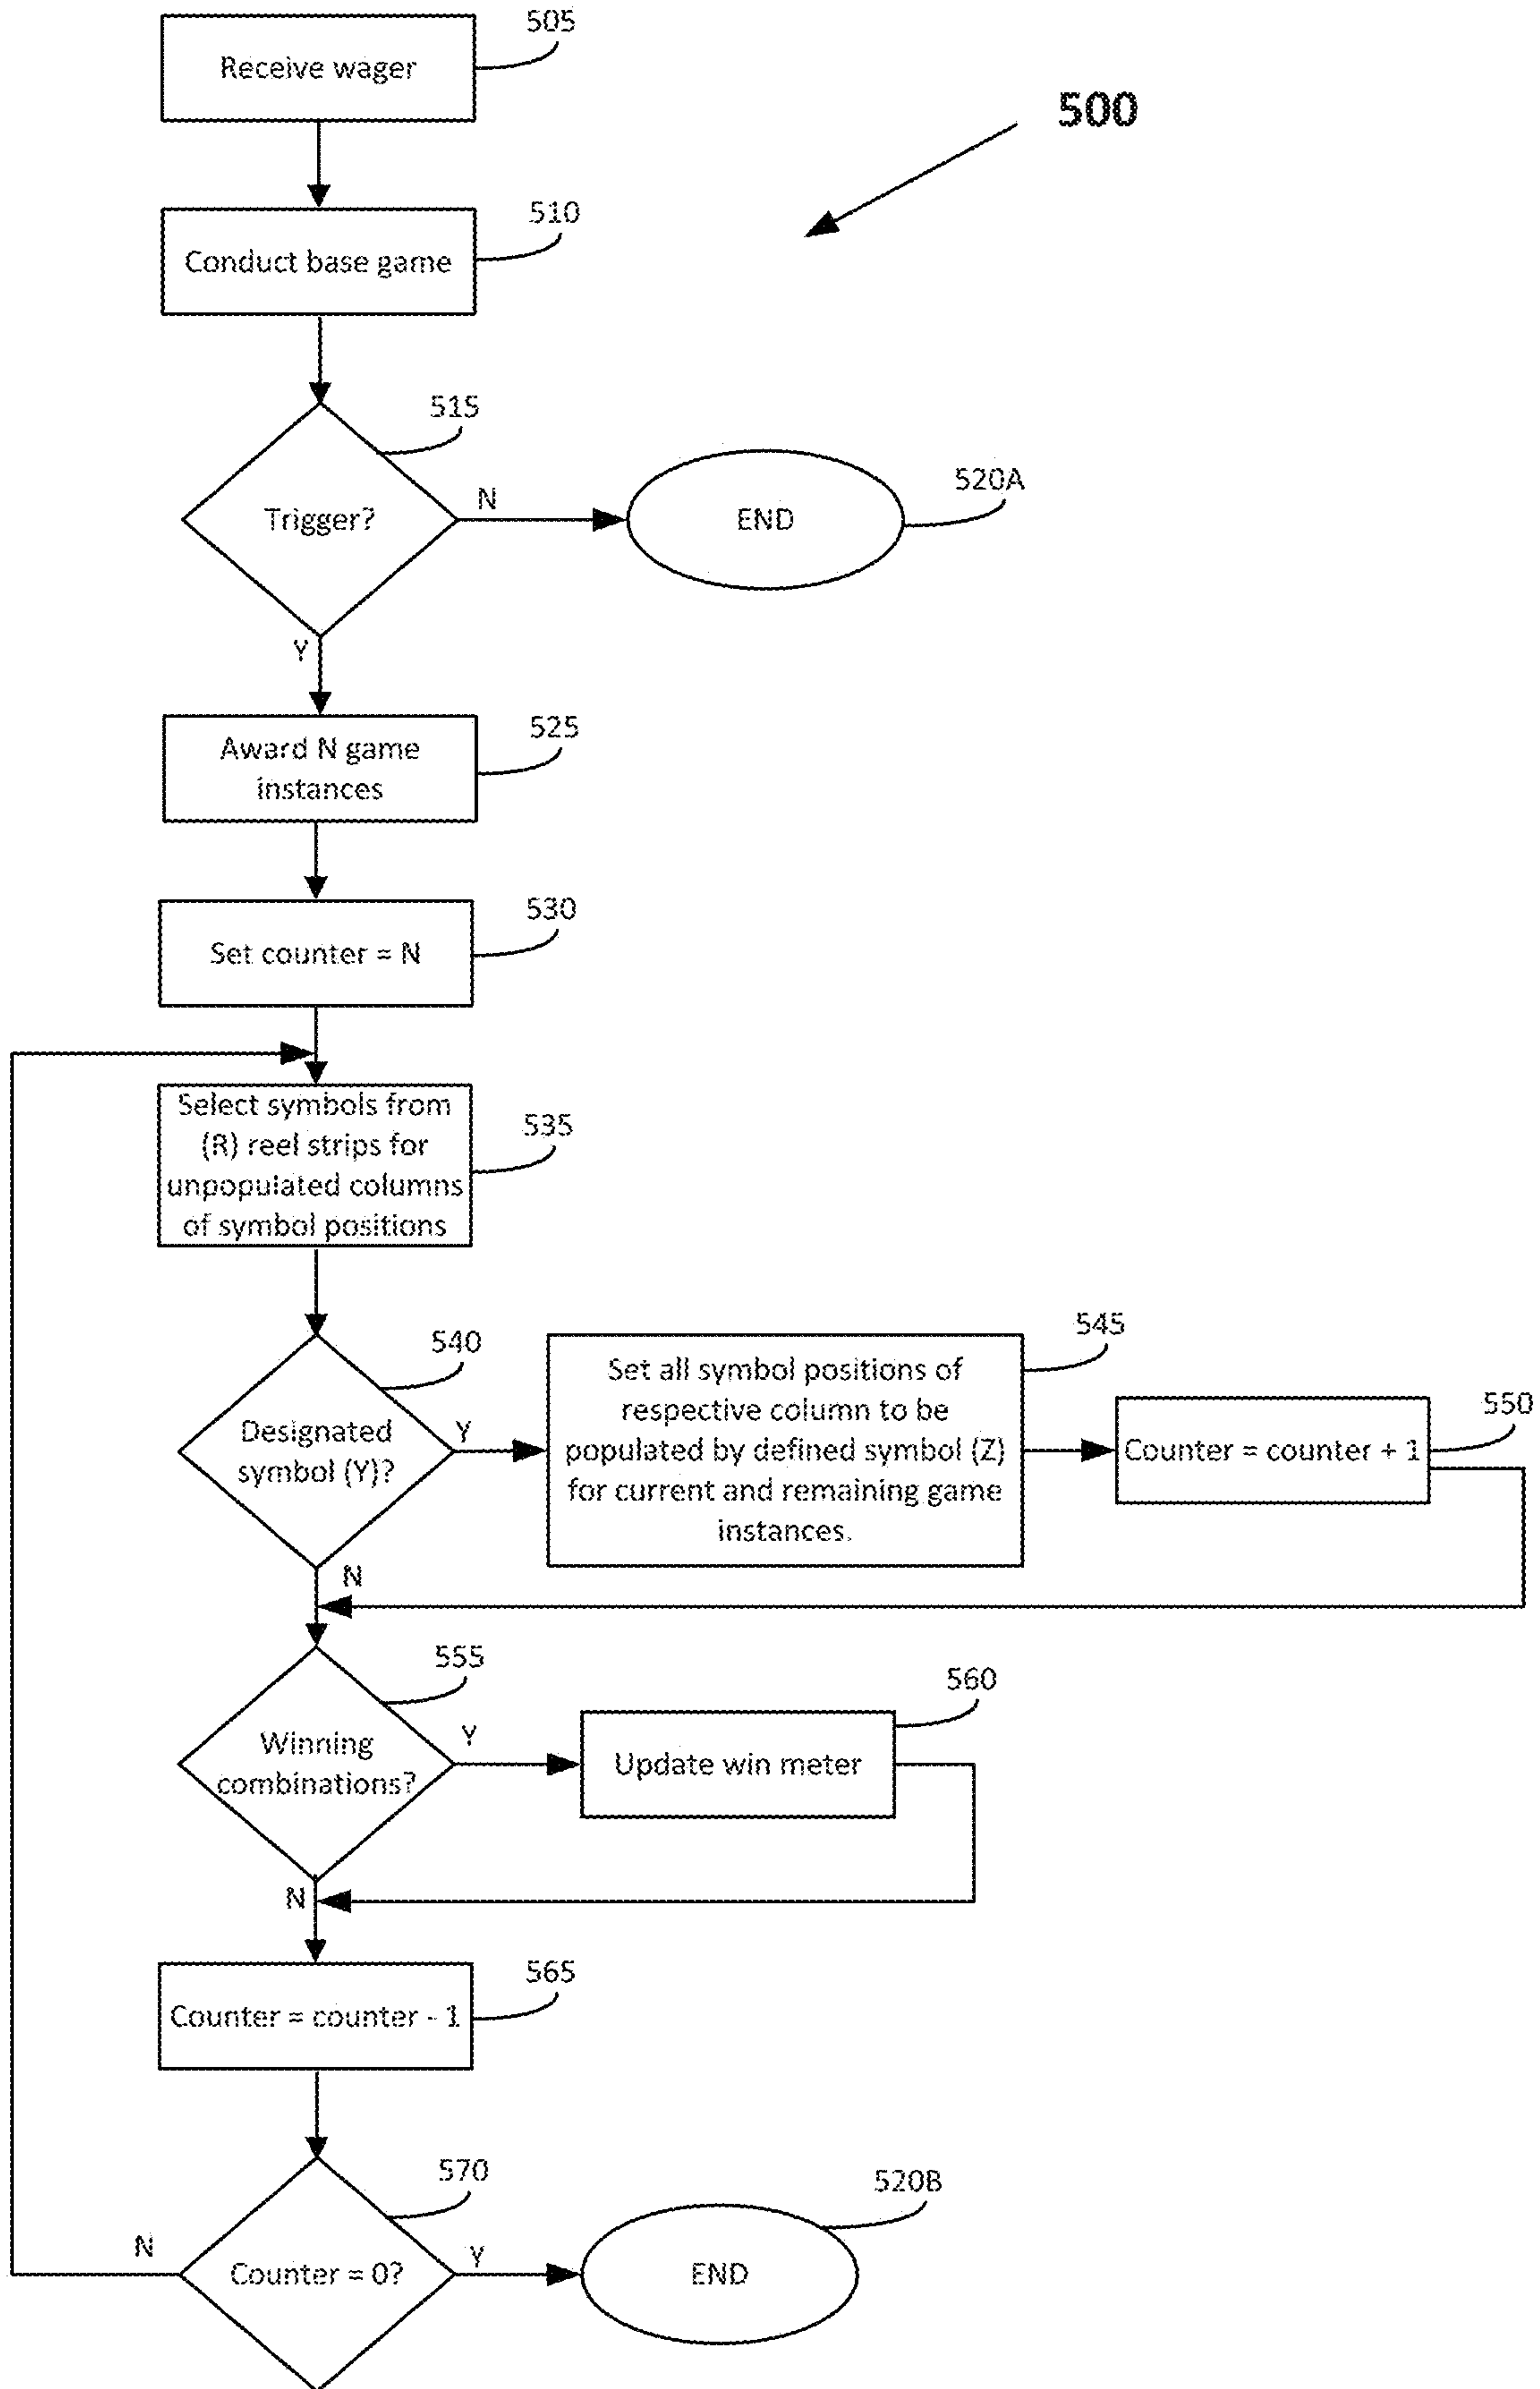 505
Receive wager
500
510
Conduct base game
515
Trigger?
N
END
520A
Y
525
Award N game
instances
530
Set counter = N
535
Select symbols from
(R) reel strips for
unpopulated columns
of symbol positions
540
Designated
symbol (Y)?
Y
N
545
Set all symbol positions of
respective column to be
populated by defined symbol (Z)
for current and remaining game
instances.
550
Counter = counter + 1
555
Winning
combinations?
Y
N
560
Update win meter
565
Counter = counter - 1
570
Counter = 0?
N
Y
520B
END